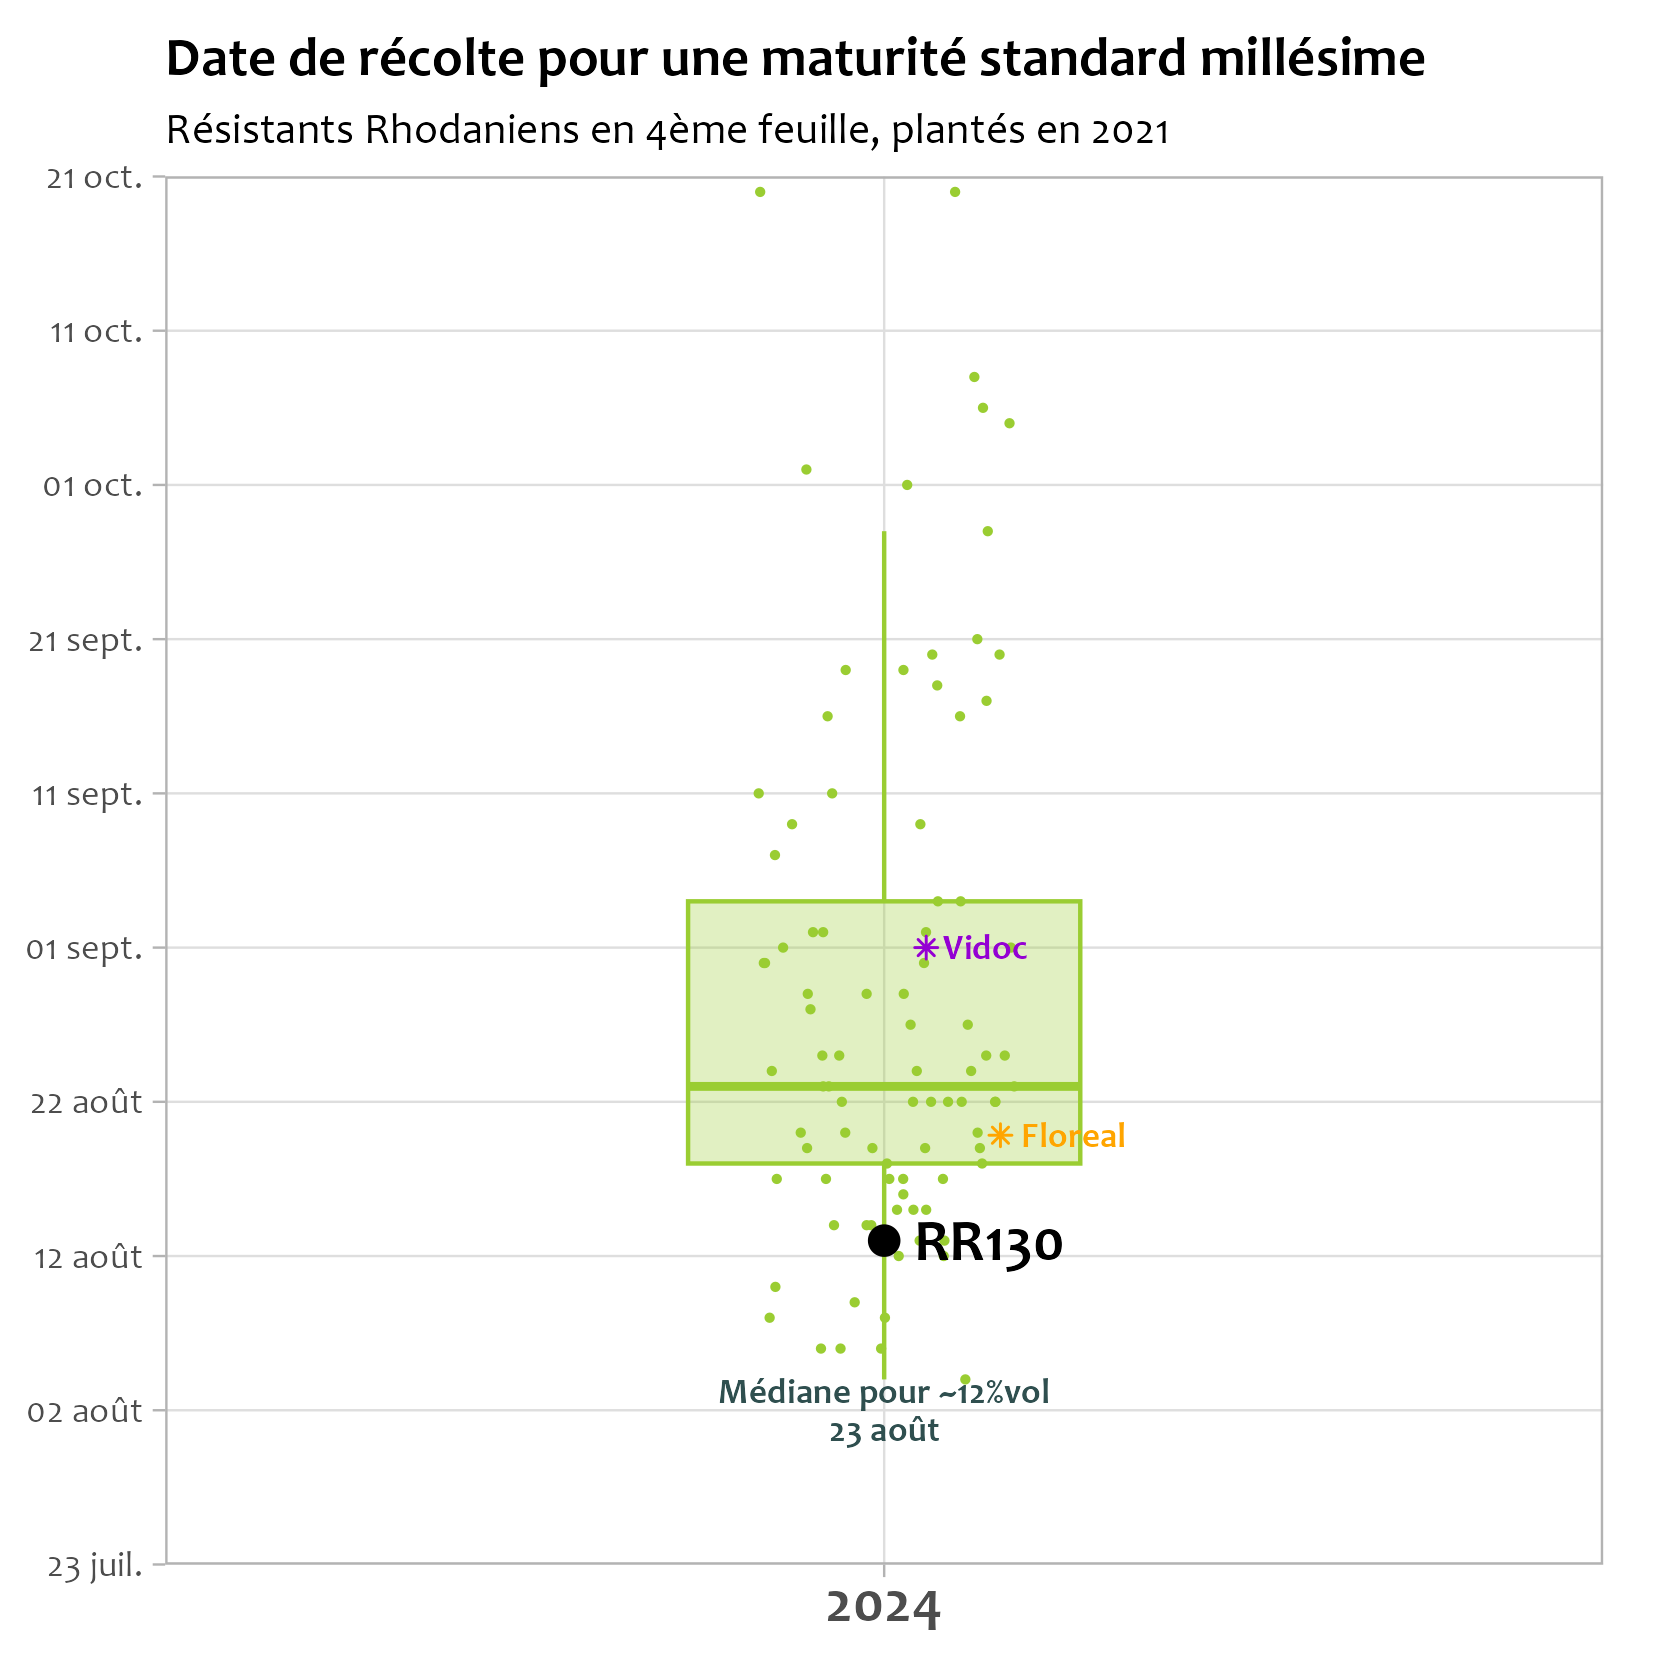 Date de récolte pour une maturité standard millésime
Résistants Rhodaniens en 4ème feuille, plantés en 2021
21 oct.
11 oct.
01 oct.
21 sept.
11 sept.
01 sept.
Vidoc
22 août
Floreal
12 août
RR130
Médiane pour ~12%vol
02 août
23 août
23 juil.
2024